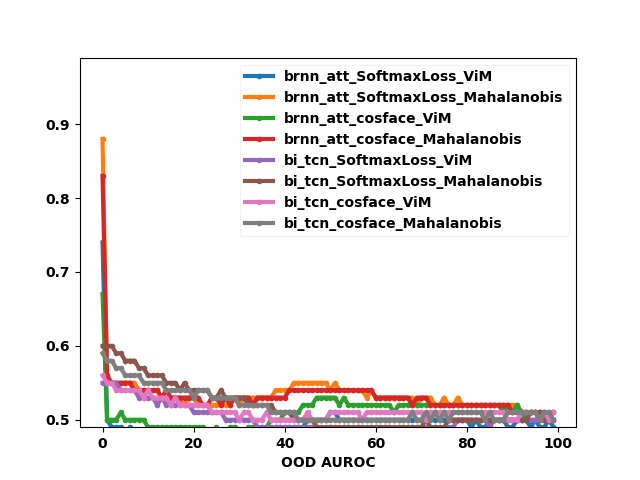 brnn_att_SoftmaxLoss_ViM
brnn_att_SoftmaxLoss_Mahalanobis
brnn_att_cosface_ViM
brnn_att_cosface_Mahalanobis
bi_tcn_SoftmaxLoss_ViM
bi_tcn_SoftmaxLoss_Mahalanobis
bi_tcn_cosface_ViM
bi_tcn_cosface_Mahalanobis
0.9
0.8
0.7
0.6
0.5
0 20 40 60 80 100
OOD AUROC